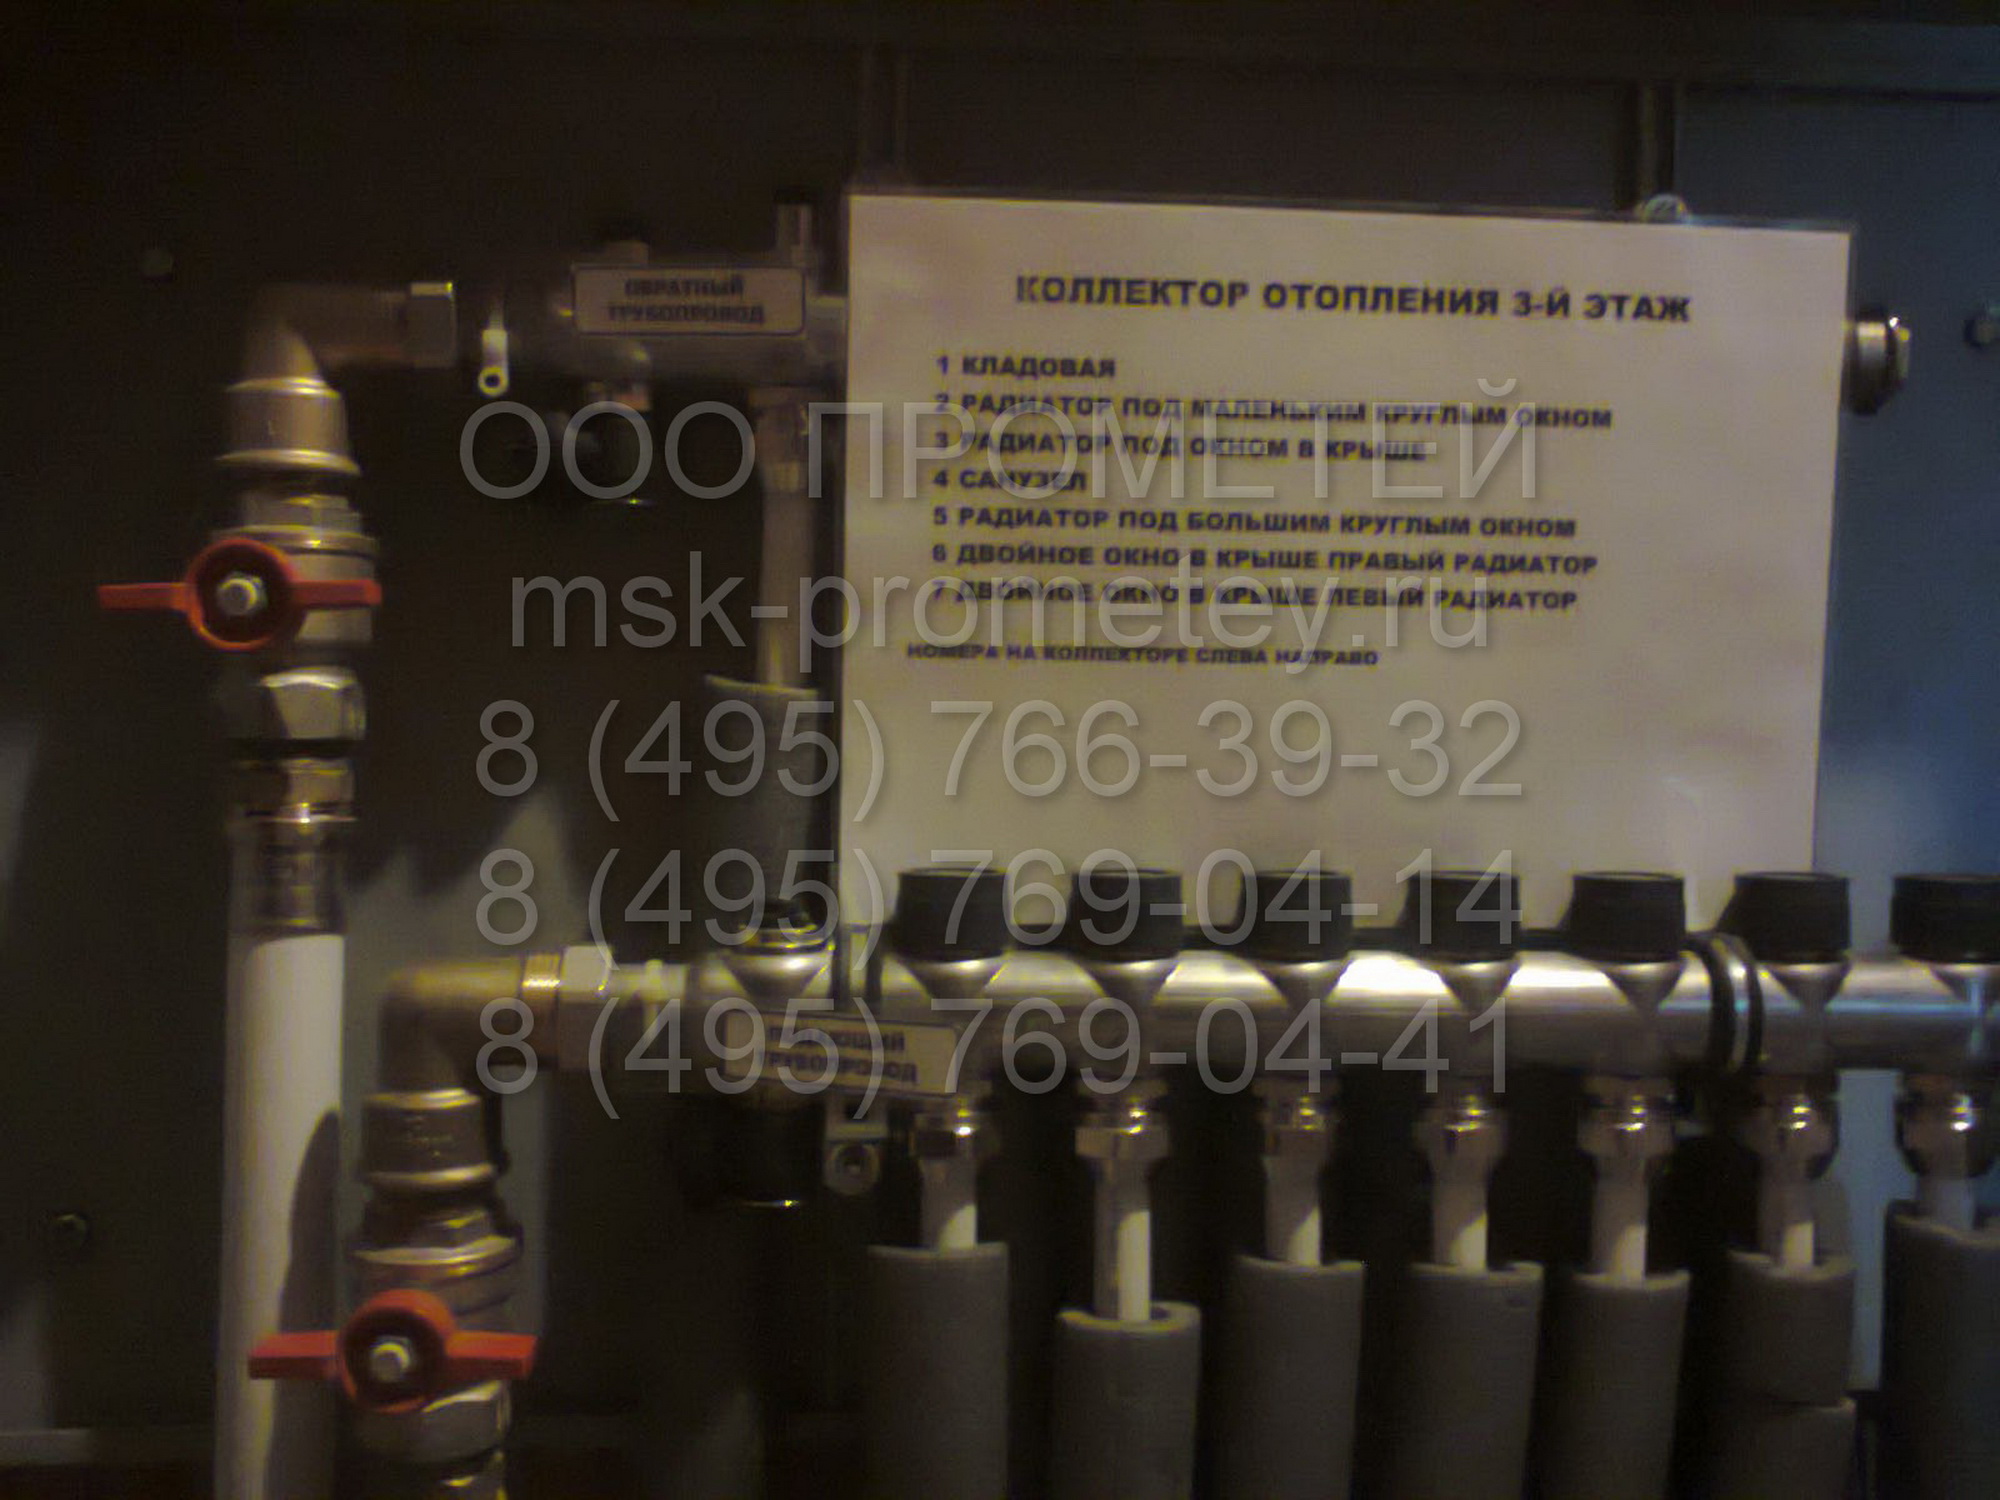 ОБРАТНЫЙ
ТРУБОПРОВОД
КОЛЛЕКТОР ОТОПЛЕНИЯ 3-Й ЭТАЖ
1 КЛАДОВАЯ
2 РАДИАТОР ПОД МАЛЕНЬКИМ КРУГЛЫМ ОКНОМ
3 РАДИАТОР ПОД ОКНОМ В КРЫШЕ
4 САНУЗЕЛ
5 РАДИАТОР ПОД БОЛЬШИМ КРУГЛЫМ ОКНОМ
6 ДВОЙНОЕ ОКНО В КРЫШЕ ПРАВЫЙ РАДИАТОР
7 ДВОЙНОЕ ОКНО В КРЫШЕ ЛЕВЫЙ РАДИАТОР
НОМЕРА НА КОЛЛЕКТОРЕ СЛЕВА НАПРАВО
ООО ПРОМЕТЕЙ
msk-prometey.ru
8 (495) 766-39-32
8 (495) 769-04-14
8 (495) 769-04-41
ТРУБОПРОВОД